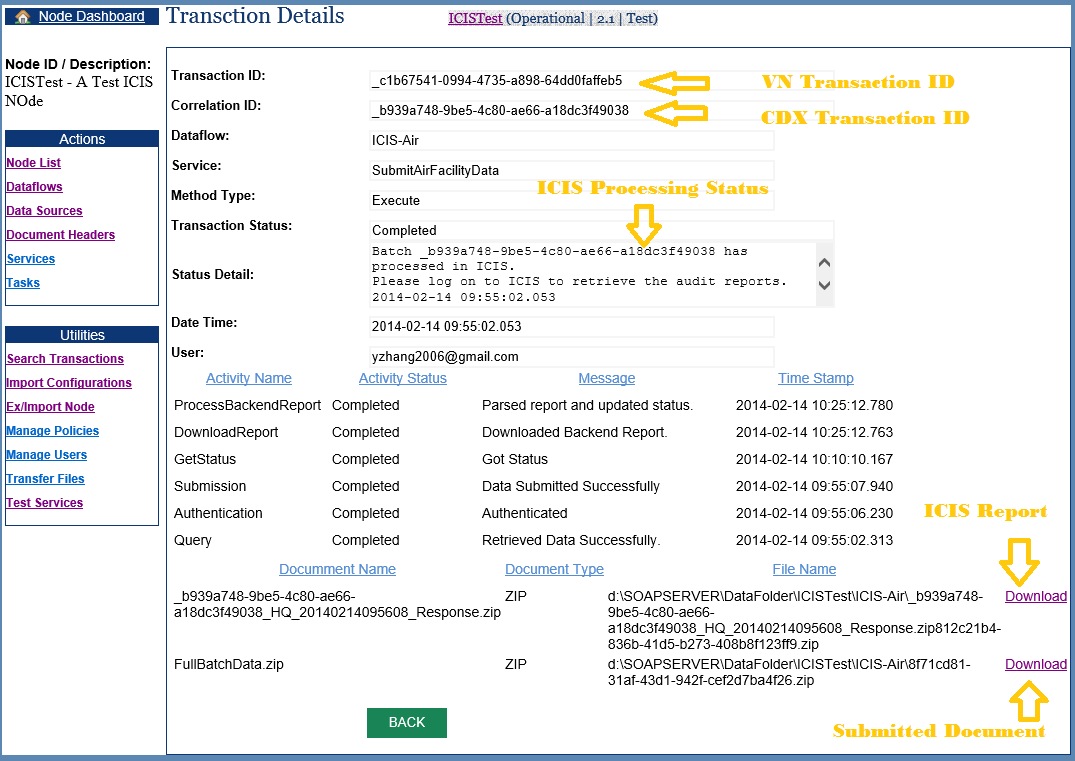 Node Dashboard
Transction Details
ICISTest (Operational | 2.1 | Test)
Node ID / Description:
ICISTest - A Test ICIS
NOde
Actions
Node List
Dataflows
Data Sources
Document Headers
Services
Tasks
Utilities
Search Transactions
Import Configurations
Ex/Import Node
Manage Policies
Manage Users
Transfer Files
Test Services
Transaction ID: _c1b67541-0994-4735-a898-64dd0faffeb5 VN Transaction ID
Correlation ID: _b939a748-9be5-4c80-ae66-a18dc3f49038 CDX Transaction ID
Dataflow: ICIS-Air
Service: SubmitAirFacilityData
ICIS Processing Status
Method Type: Execute
Transaction Status: Completed
Status Detail:
Batch _b939a748-9be5-4c80-ae66-a18dc3f49038 has
processed in ICIS.
Please log on to ICIS to retrieve the audit reports.
2014-02-14 09:55:02.053
Date Time: 2014-02-14 09:55:02.053
User: yzhang2006@gmail.com
Activity Name Activity Status Message Time Stamp
ProcessBackendReport Completed Parsed report and updated status. 2014-02-14 10:25:12.780
DownloadReport Completed Downloaded Backend Report. 2014-02-14 10:25:12.763
GetStatus Completed Got Status 2014-02-14 10:10:10.167
Submission Completed Data Submitted Successfully 2014-02-14 09:55:07.940
Authentication Completed Authenticated 2014-02-14 09:55:06.230
ICIS Report
Query Completed Retrieved Data Successfully. 2014-02-14 09:55:02.313
Documment Name Document Type File Name
_b939a748-9be5-4c80-ae66- ZIP d:\SOAPSERVER\DataFolder\ICISTest\ICIS-Air\_b939a748- Download
a18dc3f49038_HQ_20140214095608_Response.zip 9be5-4c80-ae66-
a18dc3f49038_HQ_20140214095608_Response.zip812c21b4-
836b-41d5-b273-408b8f123ff9.zip
FullBatchData.zip ZIP d:\SOAPSERVER\DataFolder\ICISTest\ICIS-Air\8f71cd81- Download
31af-43d1-942f-cef2d7ba4f26.zip
BACK
Submitted Document